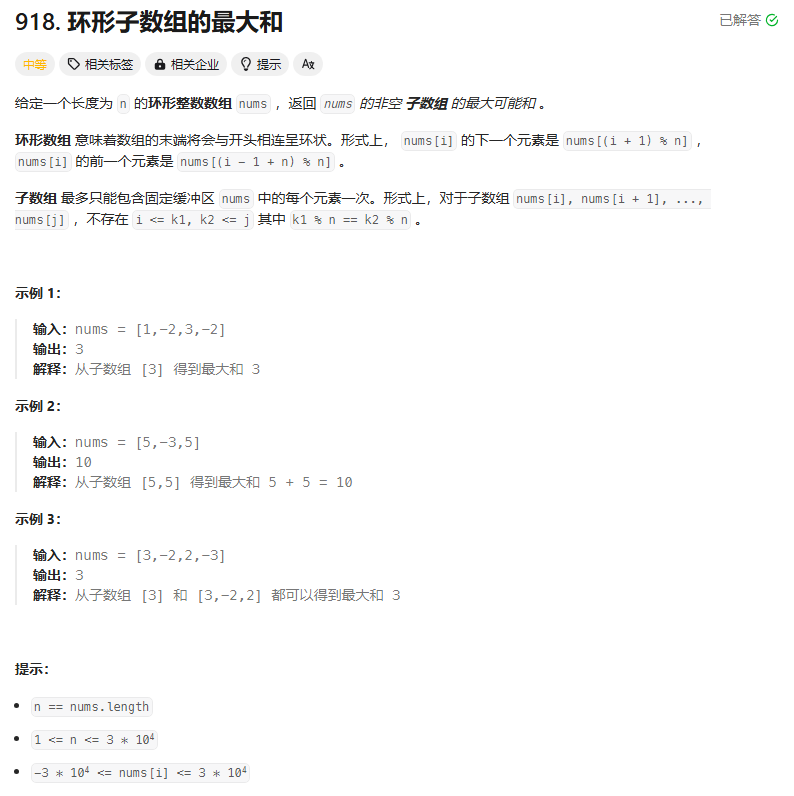 918. 环形子数组的最大和
已解答
中等 相关标签 相关企业 提示 Ax
给定一个长度为 n 的环形整数数组 nums ，返回 nums 的非空 子数组 的最大可能和 。
环形数组 意味着数组的末端将会与开头相连呈环状。形式上， nums[i] 的下一个元素是 nums[(i + 1) % n] ，
nums[i] 的前一个元素是 nums[(i - 1 + n) % n] 。
子数组 最多只能包含固定缓冲区 nums 中的每个元素一次。形式上，对于子数组 nums[i], nums[i + 1], ...,
nums[j] ，不存在 i <= k1, k2 <= j 其中 k1 % n == k2 % n 。
示例 1：
输入：nums = [1,-2,3,-2]
输出：3
解释：从子数组 [3] 得到最大和 3
示例 2：
输入：nums = [5,-3,5]
输出：10
解释：从子数组 [5,5] 得到最大和 5 + 5 = 10
示例 3：
输入：nums = [3,-2,2,-3]
输出：3
解释：从子数组 [3] 和 [3,-2,2] 都可以得到最大和 3
提示：
n == nums.length
1 <= n <= 3 * 10⁴
-3 * 10⁴ <= nums[i] <= 3 * 10⁴